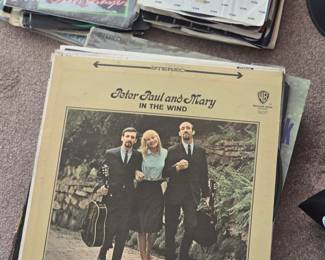 STEREO
Peter Paul and Mary
IN THE WIND